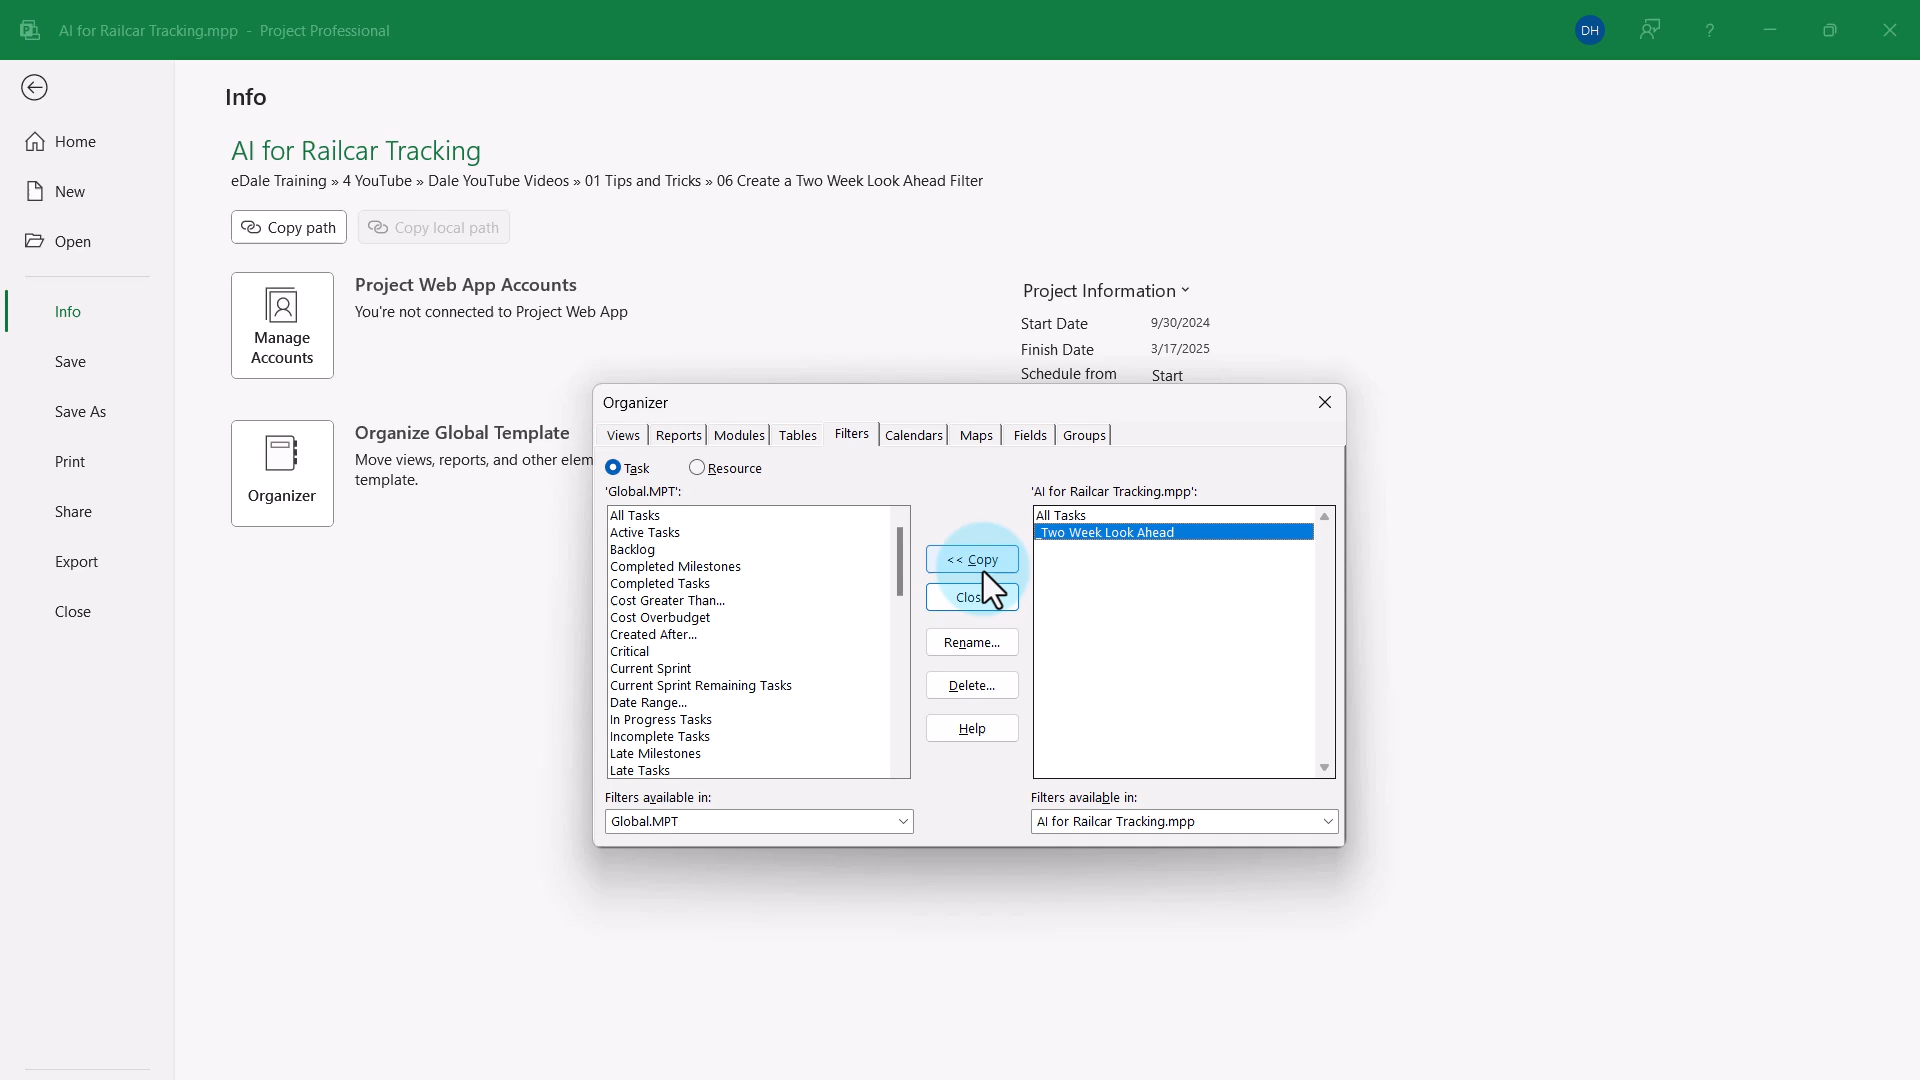 AI for Railcar Tracking.mpp - Project Professional
DH
?
Home
New
Open
Info
Save
Save As
Print
Share
Export
Close
Info
AI for Railcar Tracking
eDale Training » 4 YouTube » Dale YouTube Videos » 01 Tips and Tricks » 06 Create a Two Week Look Ahead Filter
Copy path
Copy local path
Manage
Accounts
Project Web App Accounts
You're not connected to Project Web App
Organizer
Organize Global Template
Move views, reports, and other elem
template.
Project Information
Start Date 9/30/2024
Finish Date 3/17/2025
Schedule from Start
Organizer
Views Reports Modules Tables Filters Calendars Maps Fields Groups
Task Resource
'Global.MPT':
All Tasks
Active Tasks
Backlog
Completed Milestones
Completed Tasks
Cost Greater Than...
Cost Overbudget
Created After...
Critical
Current Sprint
Current Sprint Remaining Tasks
Date Range...
In Progress Tasks
Incomplete Tasks
Late Milestones
Late Tasks
<< Copy
Clos
Rename...
Delete...
Help
'AI for Railcar Tracking.mpp':
All Tasks
_Two Week Look Ahead
Filters available in:
Global.MPT
Filters available in:
AI for Railcar Tracking.mpp